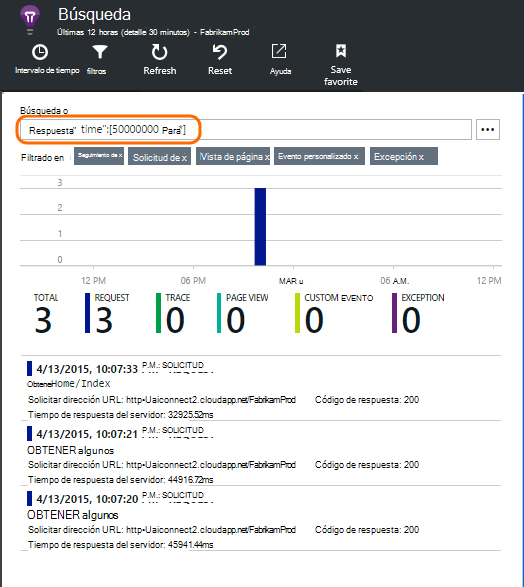 Búsqueda
Últimas 12 horas (detalle 30 minutos) - FabrikamProd
Intervalo de tiempo
filtros
Refresh
Reset
Ayuda
Save favorite
Búsqueda o
Respuesta" time":[50000000 Para*]
Filtrado en
Seguimiento de x
Solicitud de x
Vista de página x
Evento personalizado x
Excepción x
3
2
1
0
12 PM 06 PM MAR u 06 A.M. 12 PM
TOTAL REQUEST TRACE PAGE VIEW CUSTOM EVENTO EXCEPTION
3 3 0 0 0 0
4/13/2015, 10:07:33 P.M.: SOLICITUD
ObteneHome/Index
Solicitar dirección URL: http•Uaiconnect2.cloudapp.net/FabrikamProd Código de respuesta: 200
Tiempo de respuesta del servidor: 32925.52ms
4/13/2015, 10:07:21 P.M.: SOLICITUD
OBTENER algunos
Solicitar dirección URL: http•Uaiconnect2.cloudapp.net/FabrikamProd Código de respuesta: 200
Tiempo de respuesta del servidor: 44916.72ms
4/13/2015, 10:07:20 P.M.: SOLICITUD
OBTENER algunos
Solicitar dirección URL: http•Uaiconnect2.cloudapp.net/FabrikamProd Código de respuesta: 200
Tiempo de respuesta del servidor: 45941.44ms